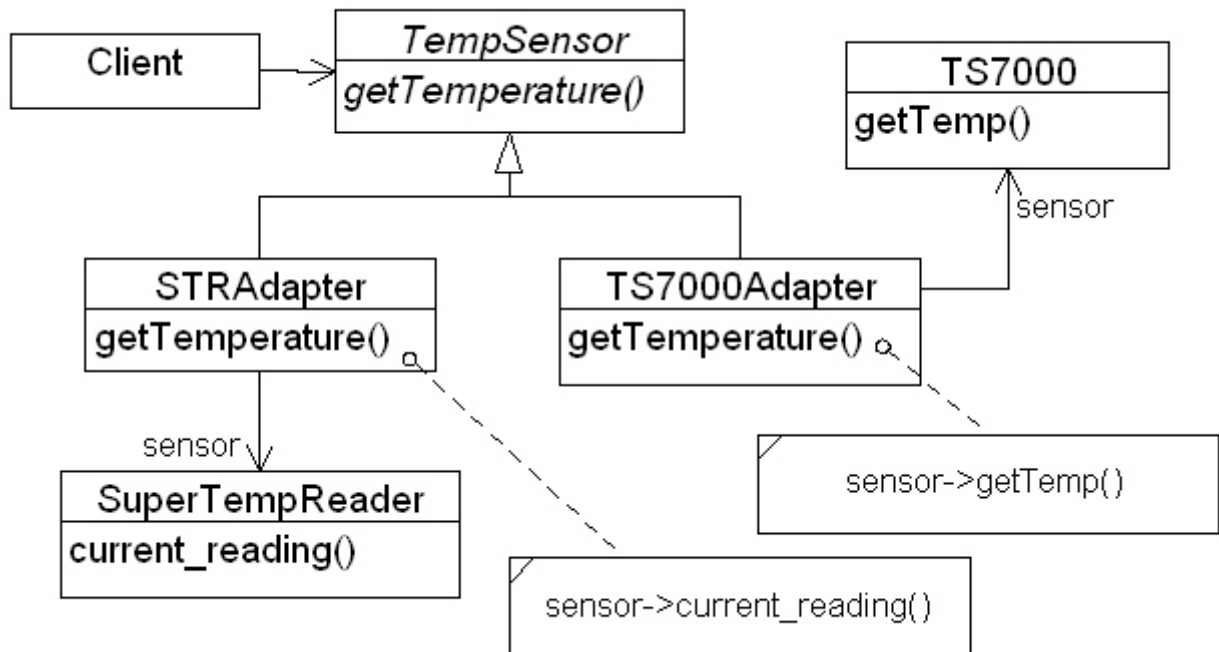 TempSensor
getTemperature()
Client
TS7000
getTemp()
sensor
STRAdapter
getTemperature()
TS7000Adapter
getTemperature()
sensor
SuperTempReader
current_reading()
sensor->getTemp()
sensor->current_reading()